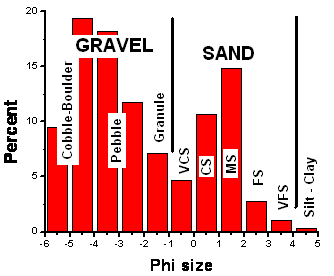 20
15
10
5
0
Percent
GRAVEL
SAND
Cobble-Boulder
Pebble
Granule
VCS
CS
MS
FS
VFS
Silt - Clay
-6 -5 -4 -3 -2 -1 0 1 2 3 4 5
Phi size